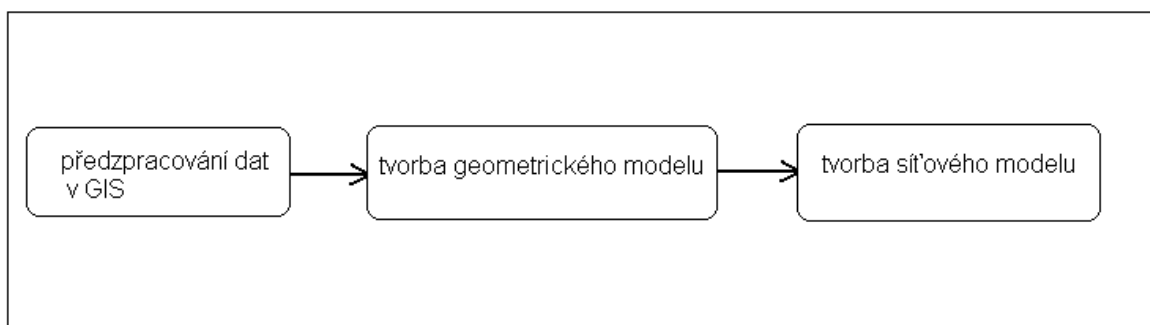 předzpracování dat
v GIS
tvorba geometrického modelu
tvorba síťového modelu